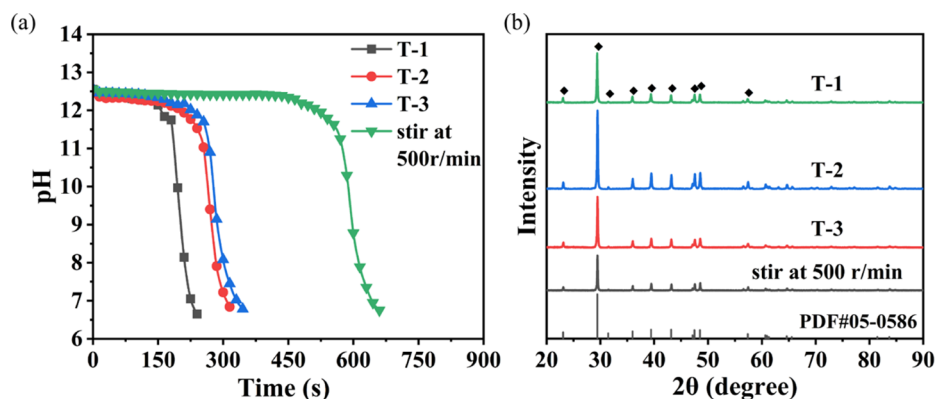 (a)
14
13
12
11
10
9
8
7
6
pH
0
150
300
450
600
750
900
Time (s)
T-1
T-2
T-3
stir at
500r/min
(b)
Intensity
T-1
T-2
T-3
stir at 500 r/min
PDF#05-0586
20
30
40
50
60
70
80
90
2θ (degree)